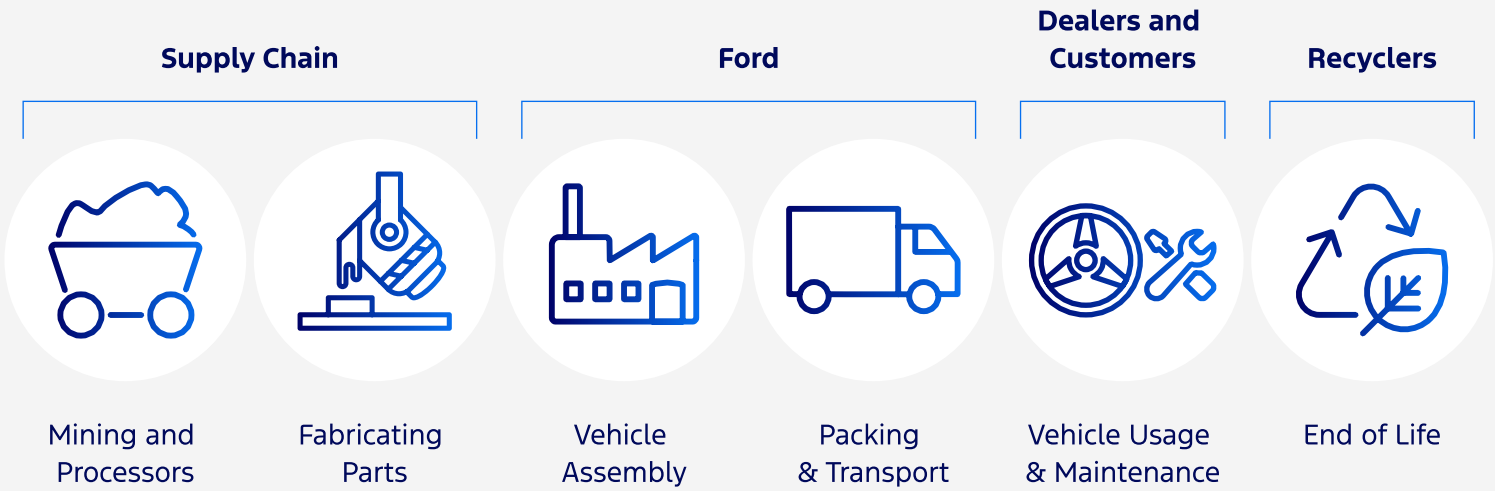 Supply Chain
Ford
Dealers and
Customers
Recyclers
Mining and
Processors
Fabricating
Parts
Vehicle
Assembly
Packing
& Transport
Vehicle Usage
& Maintenance
End of Life